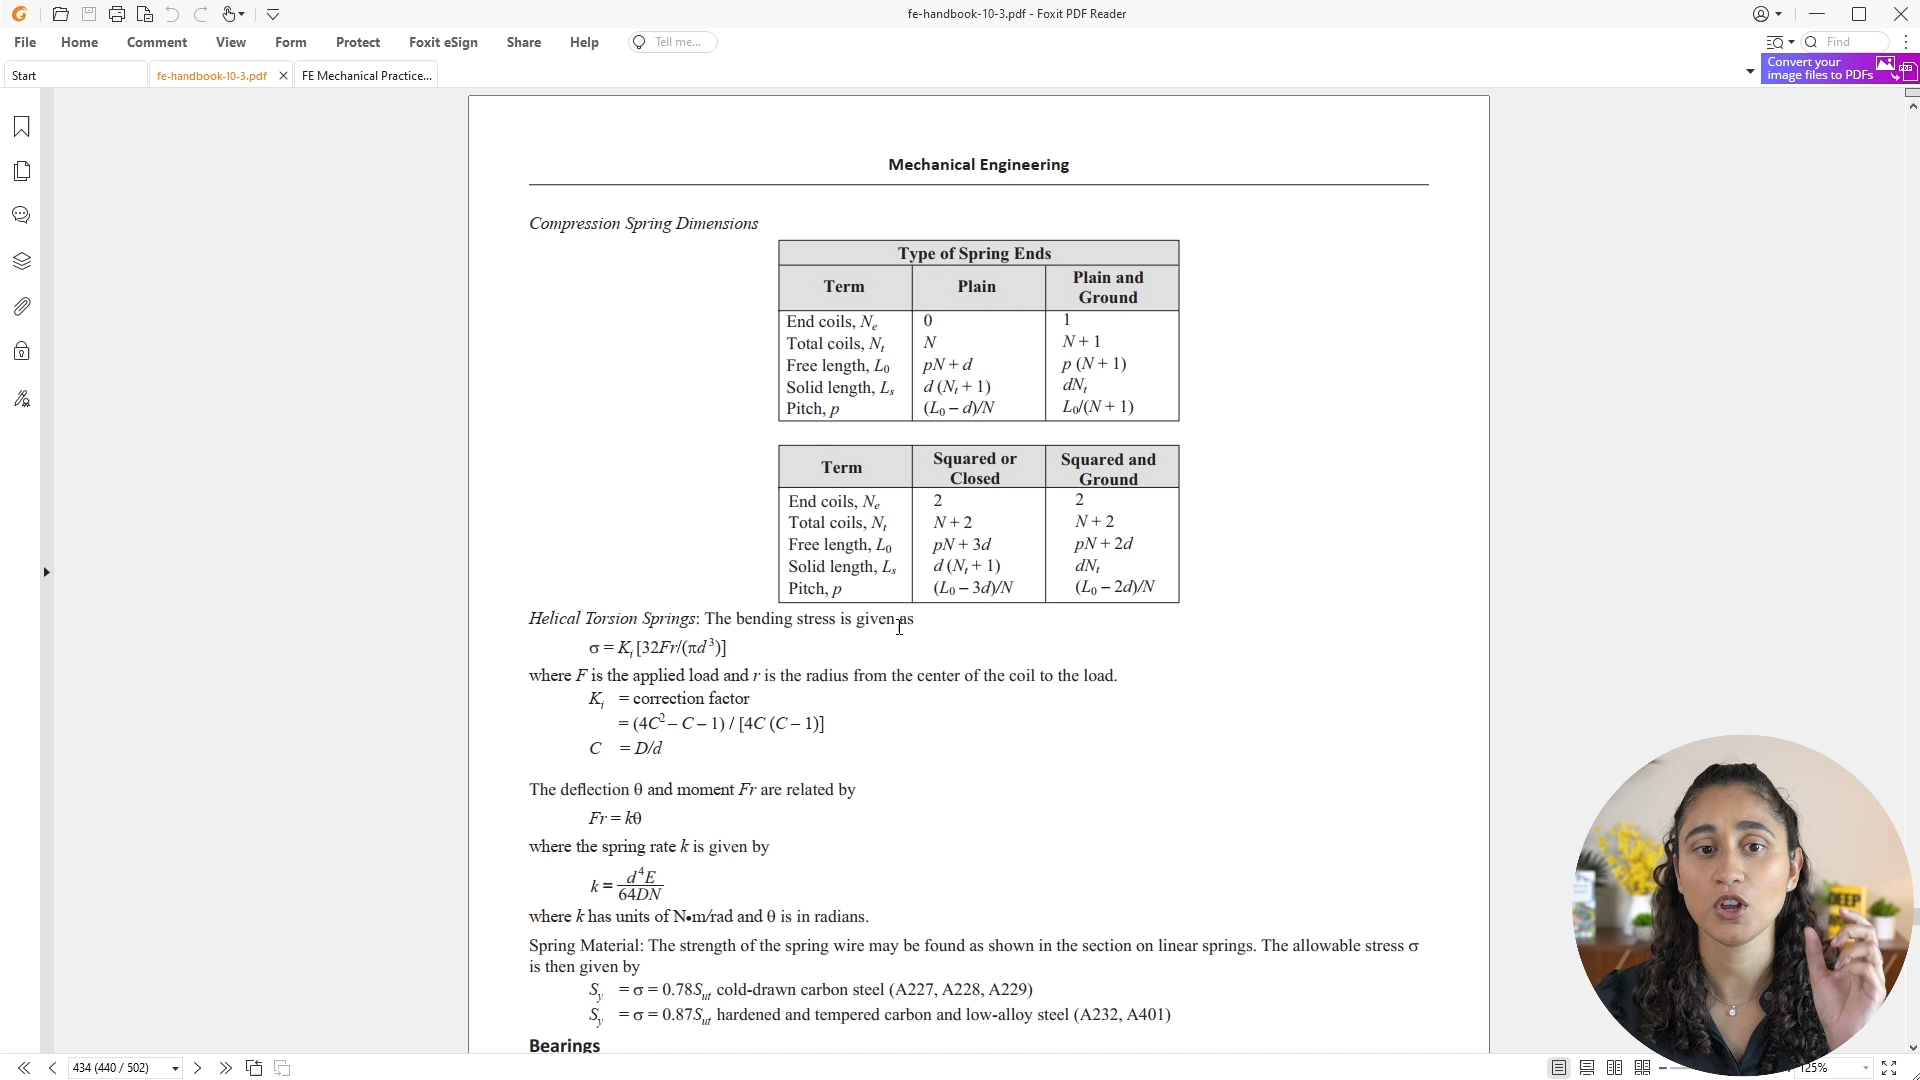 fe-handbook-10-3.pdf - Foxit PDF Reader
File Home Comment View Form Protect Foxit eSign Share Help Tell me... Find
Start fe-handbook-10-3.pdf FE Mechanical Practice...
Convert your
image files to PDFs
Mechanical Engineering
Compression Spring Dimensions
Type of Spring Ends
Term Plain Plain and Ground
End coils, Nₑ 0 1
Total coils, Nₜ N N + 1
Free length, L₀ pN + d p (N + 1)
Solid length, Lₛ d (Nₜ + 1) dNₜ
Pitch, p (L₀ – d)/N L₀/(N + 1)
Term Squared or Closed Squared and Ground
End coils, Nₑ 2 2
Total coils, Nₜ N + 2 N + 2
Free length, L₀ pN + 3d pN + 2d
Solid length, Lₛ d (Nₜ + 1) dNₜ
Pitch, p (L₀ – 3d)/N (L₀ – 2d)/N
Helical Torsion Springs: The bending stress is given as
σ = Kᵢ [32Fr/(πd³)]
where F is the applied load and r is the radius from the center of the coil to the load.
Kᵢ = correction factor
= (4C² – C – 1) / [4C (C – 1)]
C = D/d
The deflection θ and moment Fr are related by
Fr = kθ
where the spring rate k is given by
k = d⁴E / 64DN
where k has units of N•m/rad and θ is in radians.
Spring Material: The strength of the spring wire may be found as shown in the section on linear springs. The allowable stress σ
is then given by
S_y = σ = 0.78S_ut cold-drawn carbon steel (A227, A228, A229)
S_y = σ = 0.87S_ut hardened and tempered carbon and low-alloy steel (A232, A401)
Bearings
DEEP
434 (440 / 502)
125%